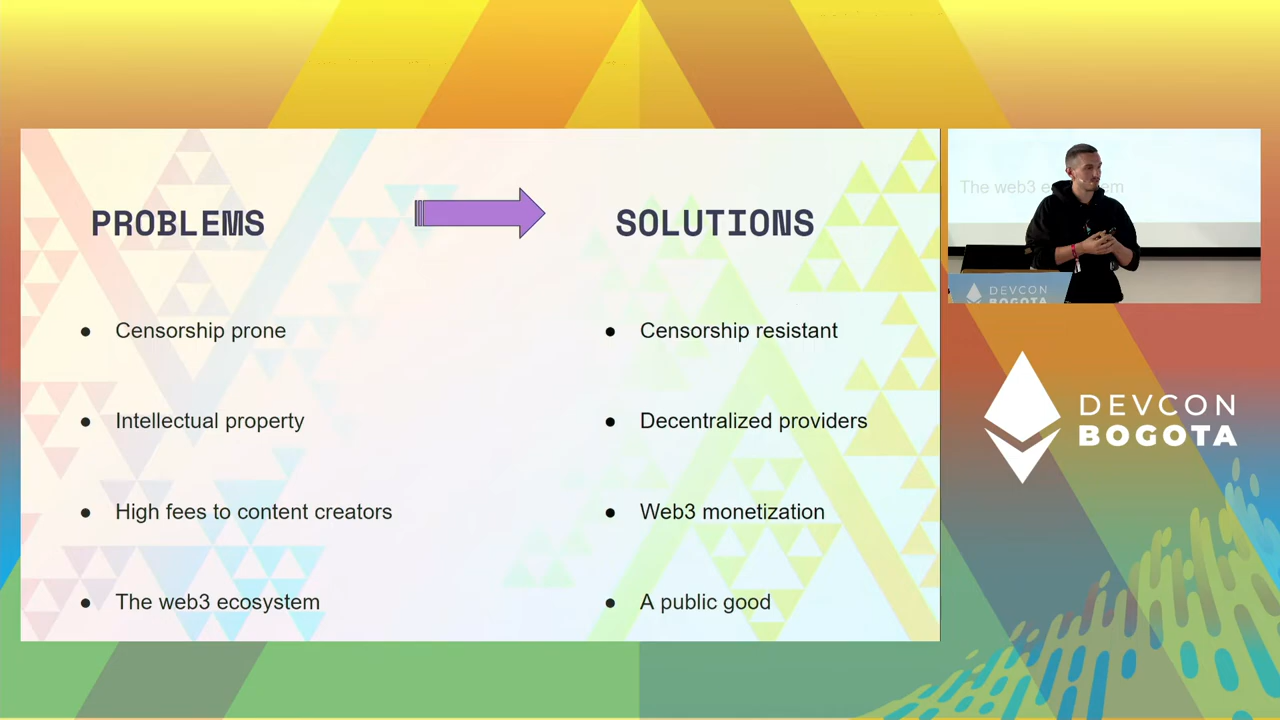 PROBLEMS
SOLUTIONS
Censorship prone
Censorship resistant
Intellectual property
Decentralized providers
High fees to content creators
Web3 monetization
The web3 ecosystem
A public good
The web3 e em
DEVCON
BOGOTA
DEVCON
BOGOTA